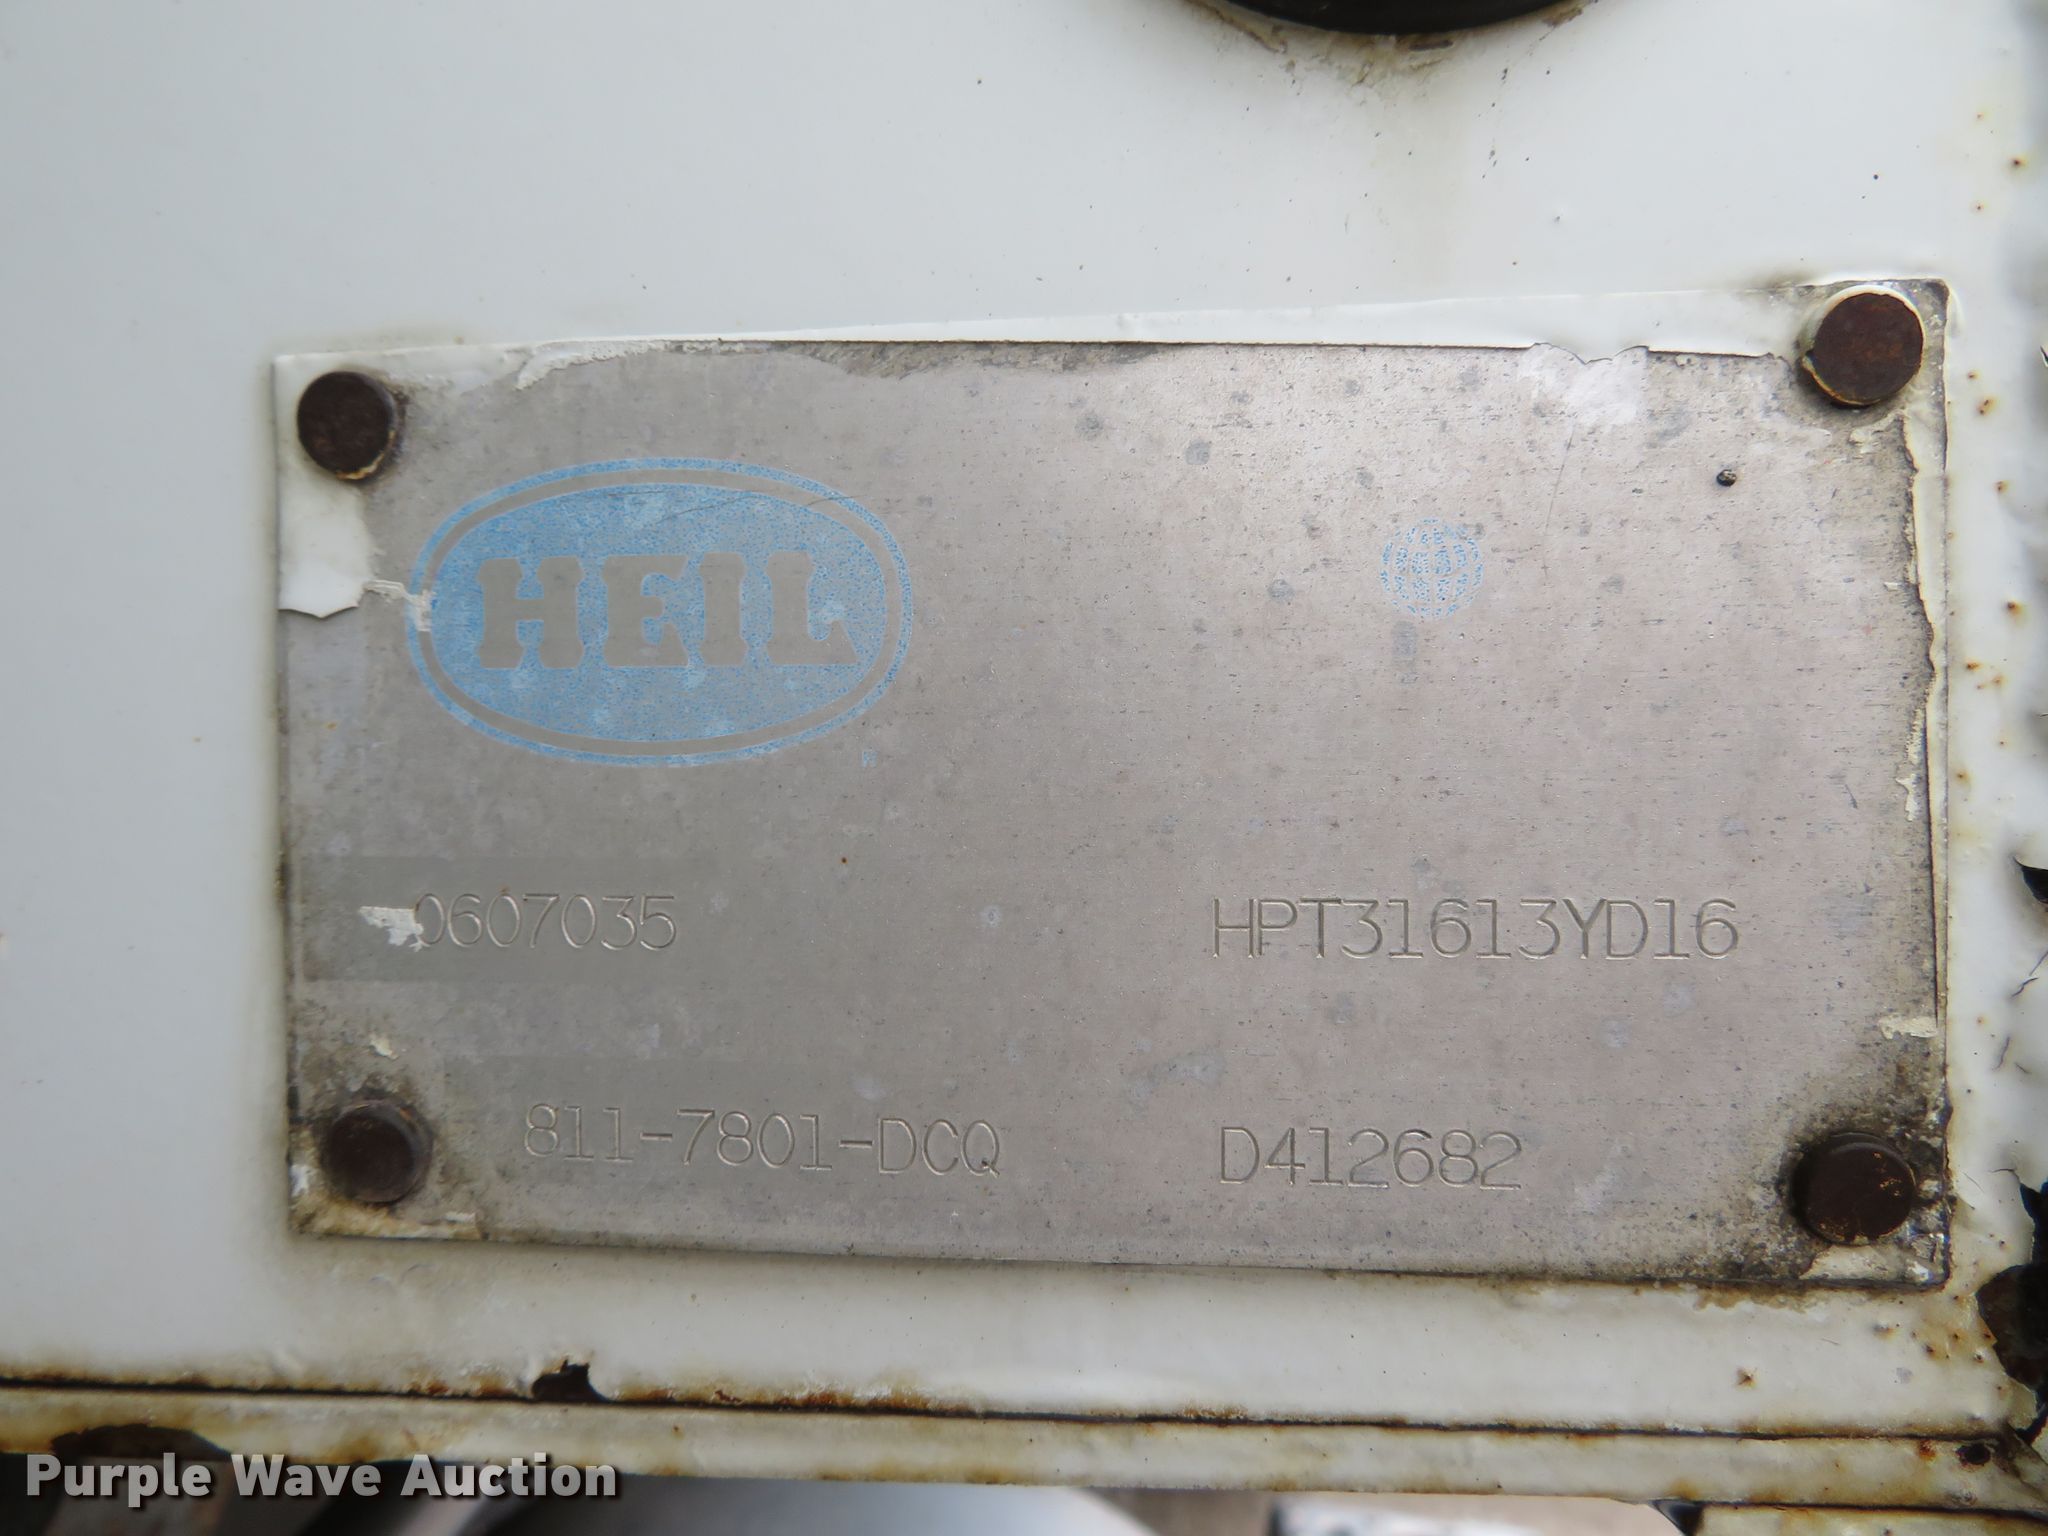 HEIL
0607035 HPT31613YD16
811-7801-DCQ D412682
Purple Wave Auction